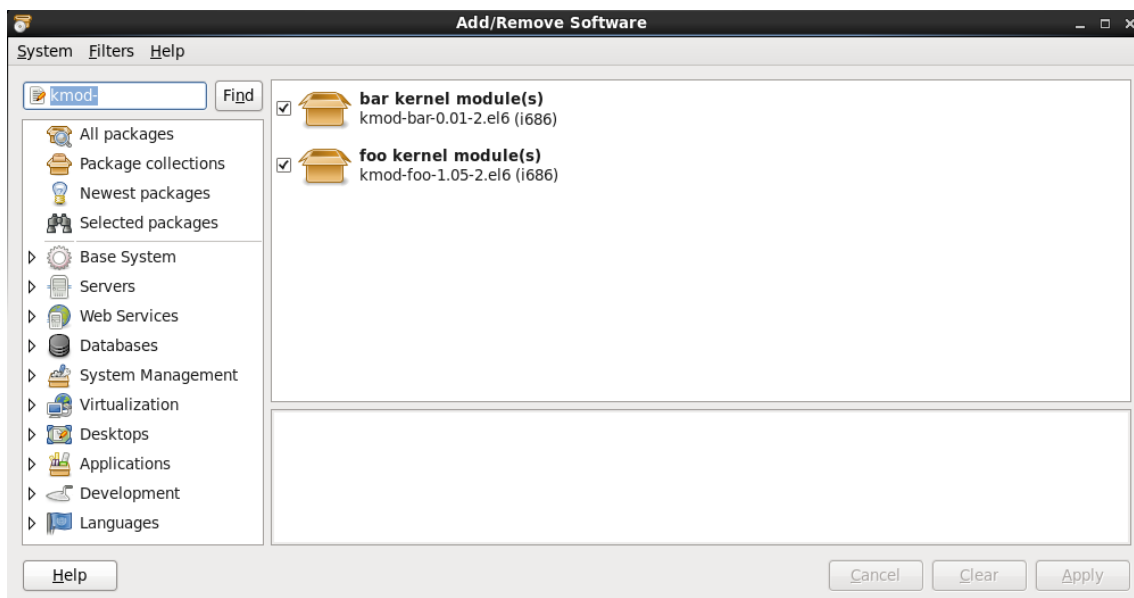 Add/Remove Software
System Filters Help
kmod-
Find
All packages
Package collections
Newest packages
Selected packages
Base System
Servers
Web Services
Databases
System Management
Virtualization
Desktops
Applications
Development
Languages
bar kernel module(s)
kmod-bar-0.01-2.el6 (i686)
foo kernel module(s)
kmod-foo-1.05-2.el6 (i686)
Help
Cancel Clear Apply